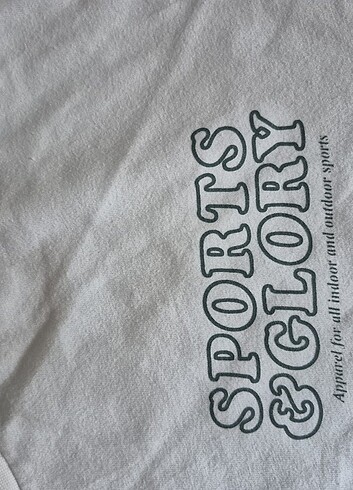 SPORTS
& GLORY
Apparel for all indoor and outdoor sports